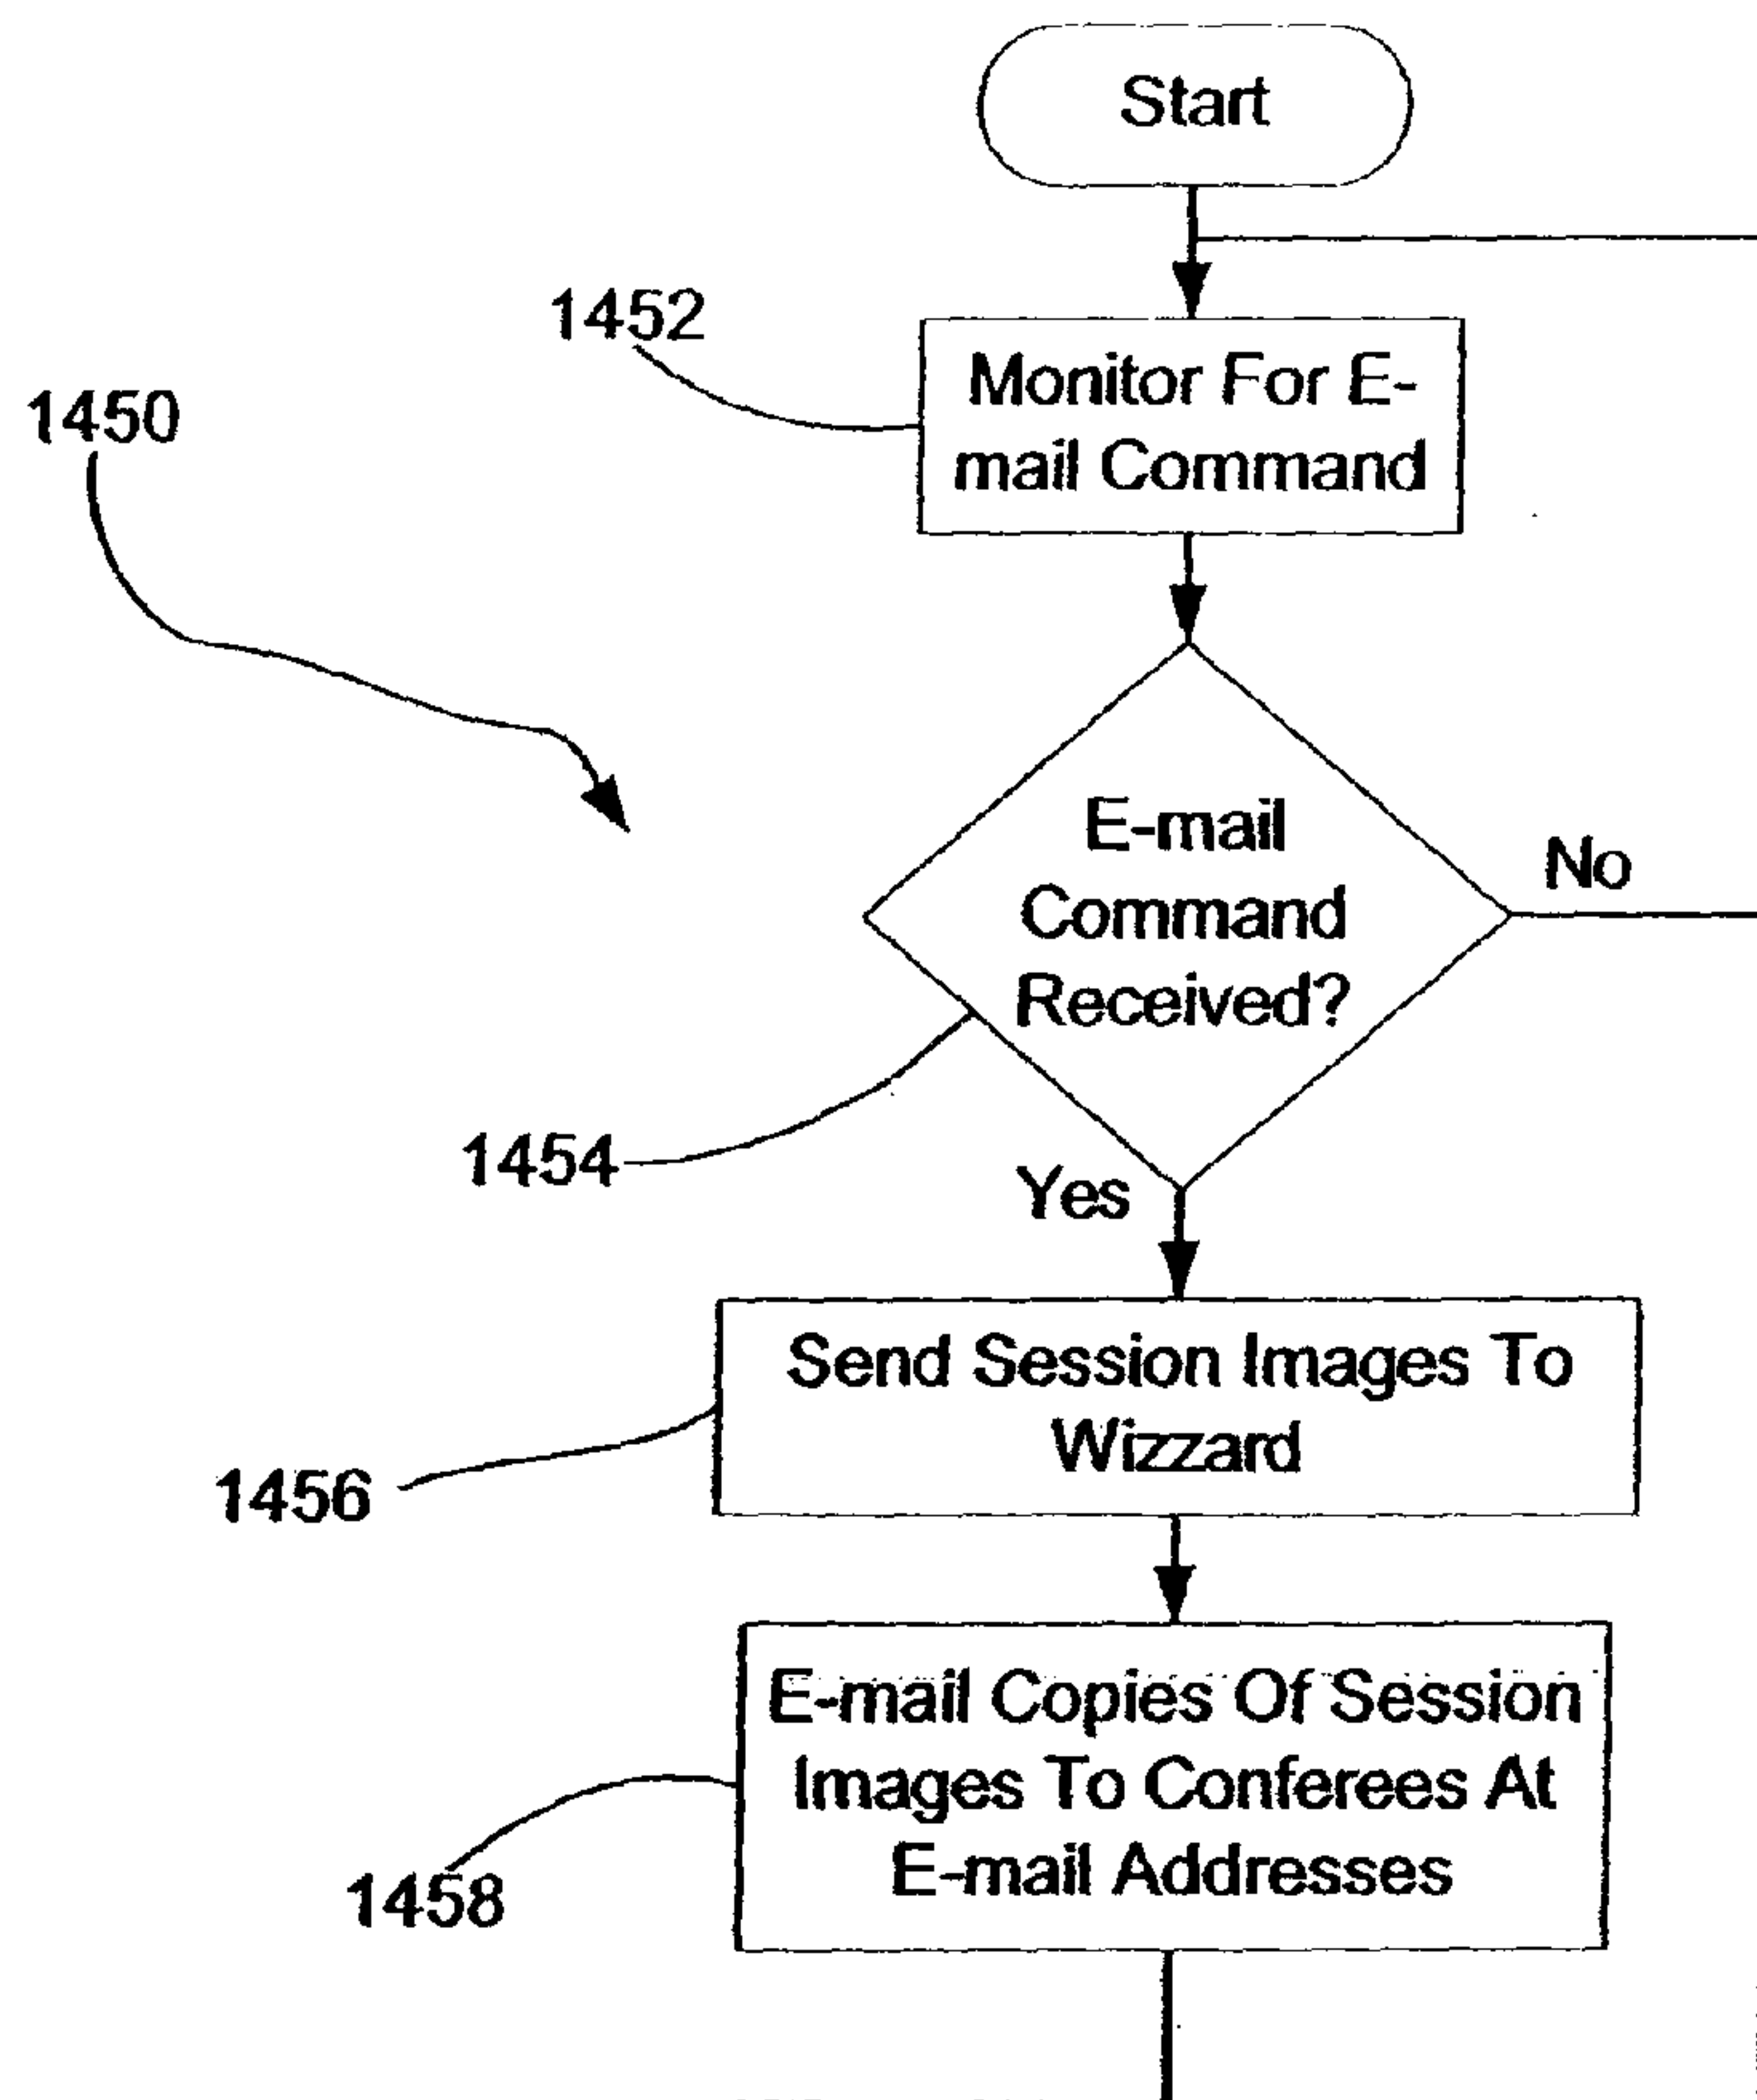 Start
1452
Monitor For E-
mail Command
1450
E-mail
Command
Received?
No
1454
Yes
Send Session Images To
Wizzard
1456
E-mail Copies Of Session
Images To Conferees At
E-mail Addresses
1458